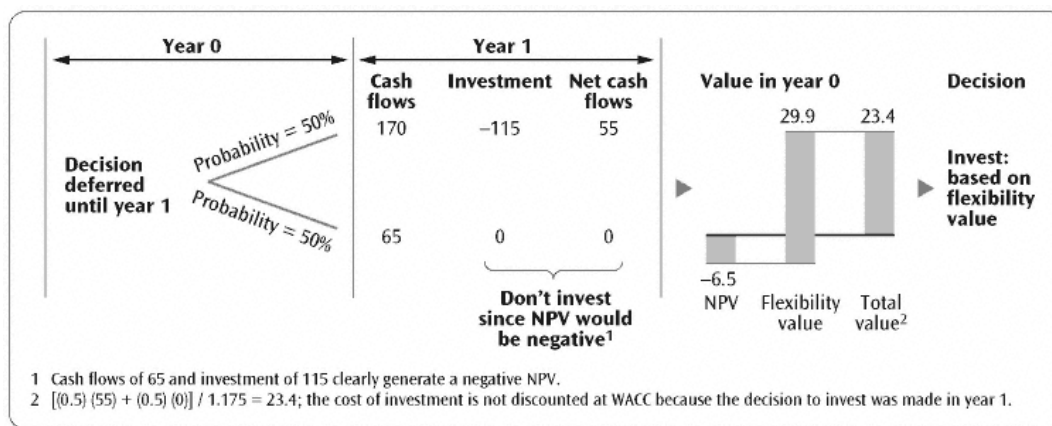 Year 0
Year 1
Cash flows
Investment
Net cash flows
Value in year 0
Decision
Decision deferred until year 1
Probability = 50%
Probability = 50%
170
−115
55
65
0
0
Don't invest
since NPV would
be negative1
29.9
23.4
−6.5
NPV
Flexibility value
Total value2
Invest:
based on
flexibility
value
1 Cash flows of 65 and investment of 115 clearly generate a negative NPV.
2 [(0.5) (55) + (0.5) (0)] / 1.175 = 23.4; the cost of investment is not discounted at WACC because the decision to invest was made in year 1.